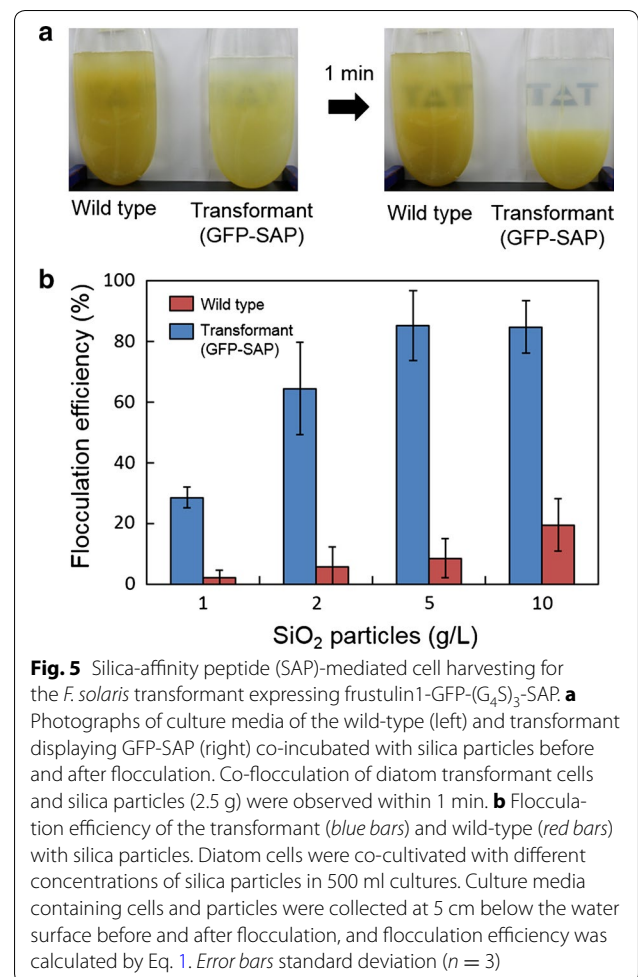 a
1 min
TAT
TAT
TAT
Wild type
Transformant
(GFP-SAP)
Wild type
Transformant
(GFP-SAP)
b
Flocculation efficiency (%)
100
80
60
40
20
0
Wild type
Transformant
(GFP-SAP)
1
2
5
10
SiO₂ particles (g/L)
Fig. 5 Silica-affinity peptide (SAP)-mediated cell harvesting for
the F. solaris transformant expressing frustulin1-GFP-(G₄S)₃-SAP. a
Photographs of culture media of the wild-type (left) and transformant
displaying GFP-SAP (right) co-incubated with silica particles before
and after flocculation. Co-flocculation of diatom transformant cells
and silica particles (2.5 g) were observed within 1 min. b Floccula-
tion efficiency of the transformant (blue bars) and wild-type (red bars)
with silica particles. Diatom cells were co-cultivated with different
concentrations of silica particles in 500 ml cultures. Culture media
containing cells and particles were collected at 5 cm below the water
surface before and after flocculation, and flocculation efficiency was
calculated by Eq. 1. Error bars standard deviation (n = 3)